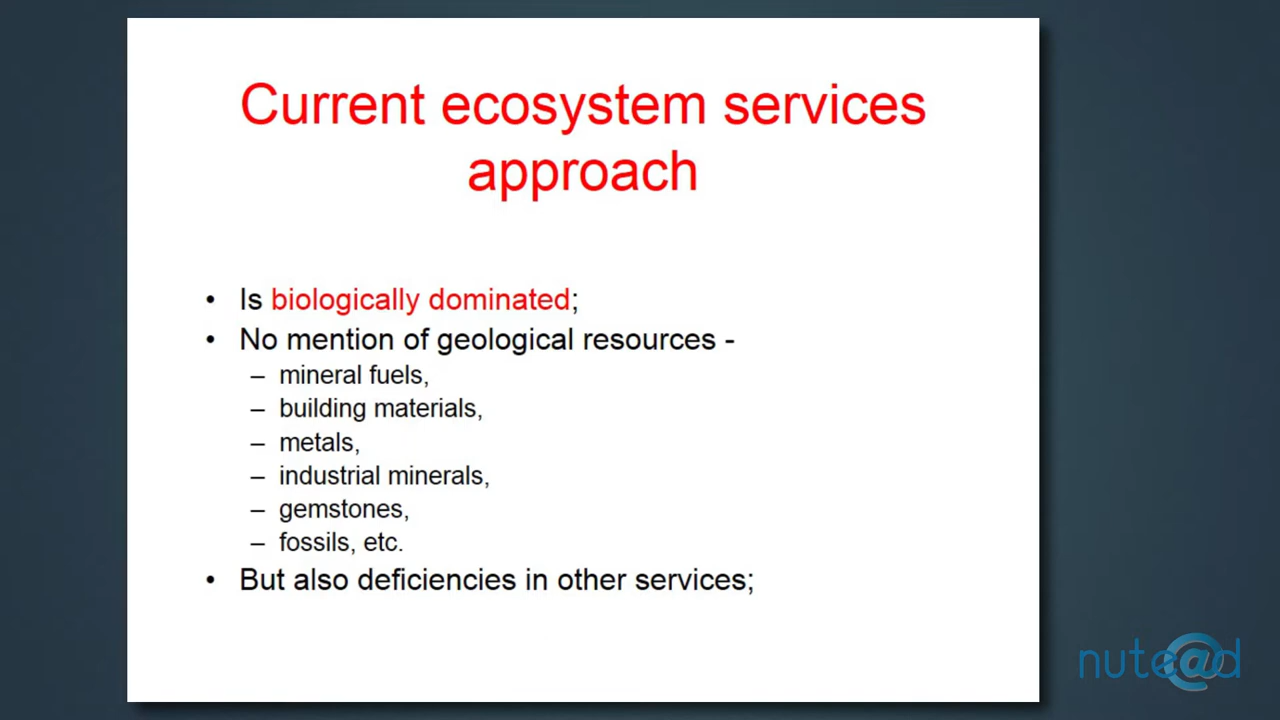 Current ecosystem services
approach
• Is biologically dominated;
• No mention of geological resources -
– mineral fuels,
– building materials,
– metals,
– industrial minerals,
– gemstones,
– fossils, etc.
• But also deficiencies in other services;
nute@d